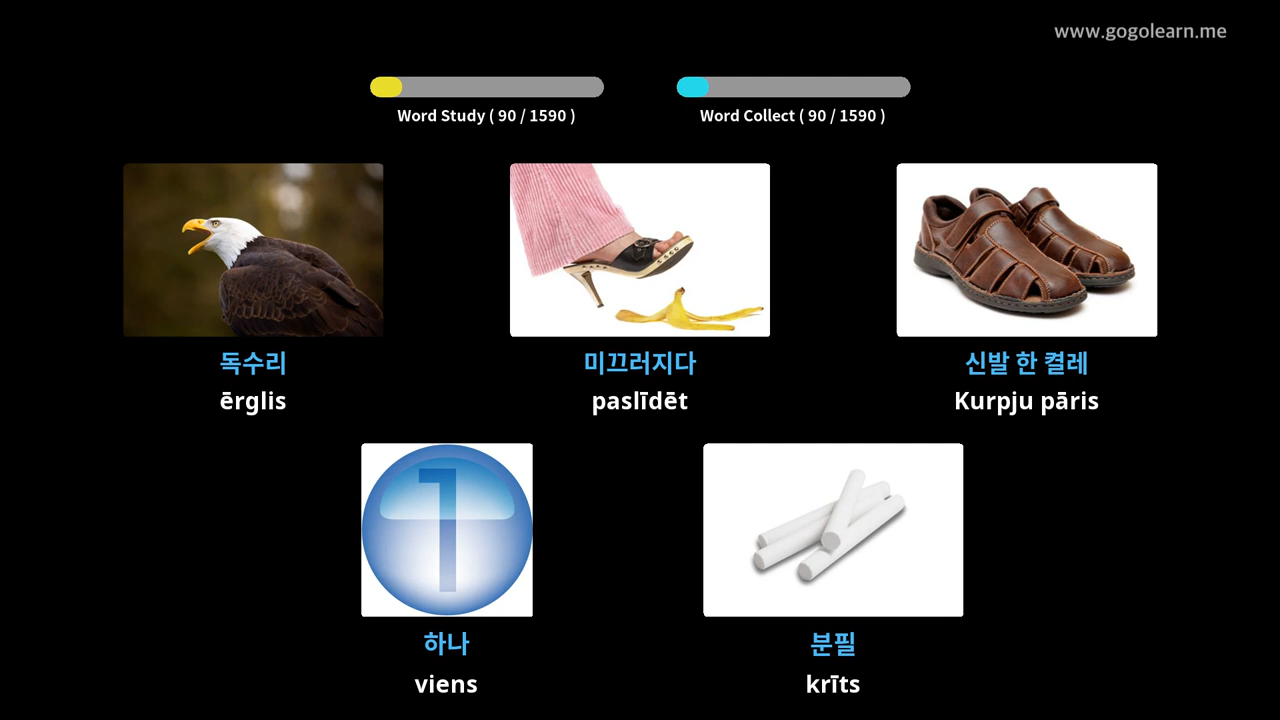 www.gogolearn.me
Word Study ( 90 / 1590 )
Word Collect ( 90 / 1590 )
독수리
미끄러지다
신발 한 켤레
ērglis
paslīdēt
Kurpju pāris
1
하나
분필
viens
krīts